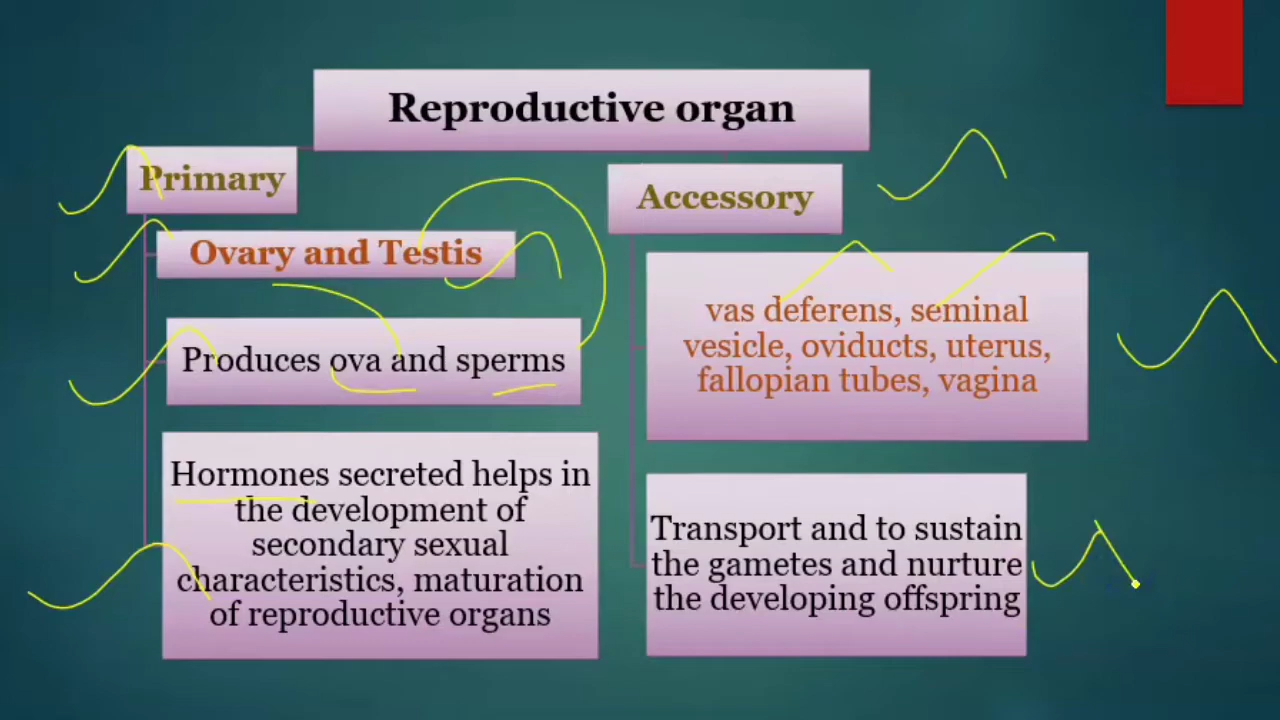 Reproductive organ
Primary
Ovary and Testis
Produces ova and sperms
Hormones secreted helps in
the development of
secondary sexual
characteristics, maturation
of reproductive organs
Accessory
vas deferens, seminal
vesicle, oviducts, uterus,
fallopian tubes, vagina
Transport and to sustain
the gametes and nurture
the developing offspring